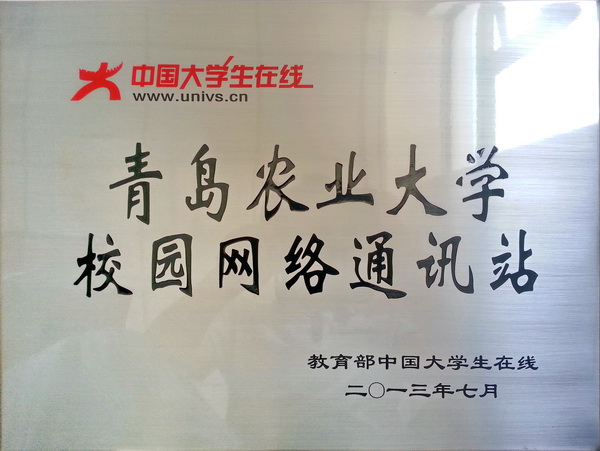 中国大学生在线
www.univs.cn
青岛农业大学
校园网络通讯站
教育部中国大学生在线
二〇一三年七月